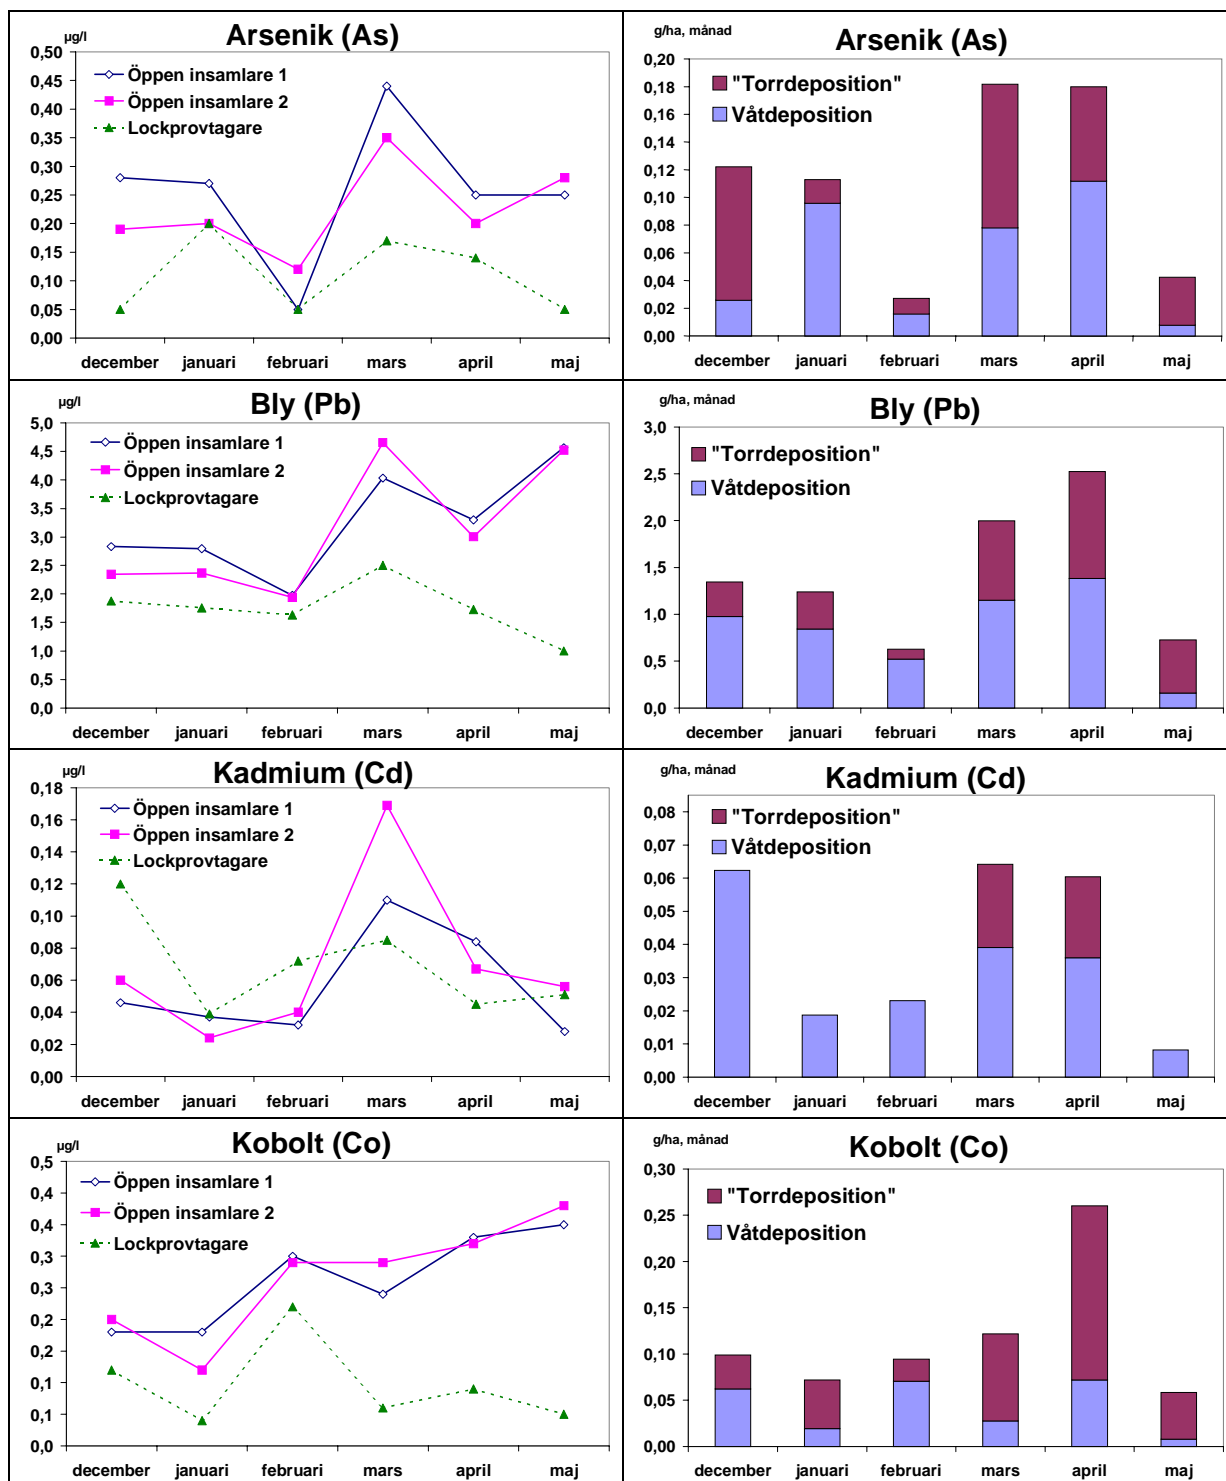 Arsenik (As)
µg/l
0,50
0,45
0,40
0,35
0,30
0,25
0,20
0,15
0,10
0,05
0,00
Öppen insamlare 1
Öppen insamlare 2
Lockprovtagare
december januari februari mars april maj
Arsenik (As)
g/ha, månad
0,20
0,18
0,16
0,14
0,12
0,10
0,08
0,06
0,04
0,02
0,00
"Torrdeposition"
Våtdeposition
december januari februari mars april maj
Bly (Pb)
µg/l
5,0
4,5
4,0
3,5
3,0
2,5
2,0
1,5
1,0
0,5
0,0
Öppen insamlare 1
Öppen insamlare 2
Lockprovtagare
december januari februari mars april maj
Bly (Pb)
g/ha, månad
3,0
2,5
2,0
1,5
1,0
0,5
0,0
"Torrdeposition"
Våtdeposition
december januari februari mars april maj
Kadmium (Cd)
µg/l
0,18
0,16
0,14
0,12
0,10
0,08
0,06
0,04
0,02
0,00
Öppen insamlare 1
Öppen insamlare 2
Lockprovtagare
december januari februari mars april maj
Kadmium (Cd)
g/ha, månad
0,08
0,07
0,06
0,05
0,04
0,03
0,02
0,01
0,00
"Torrdeposition"
Våtdeposition
december januari februari mars april maj
Kobolt (Co)
µg/l
0,5
0,4
0,4
0,3
0,3
0,2
0,2
0,1
0,1
0,0
Öppen insamlare 1
Öppen insamlare 2
Lockprovtagare
december januari februari mars april maj
Kobolt (Co)
g/ha, månad
0,30
0,25
0,20
0,15
0,10
0,05
0,00
"Torrdeposition"
Våtdeposition
december januari februari mars april maj